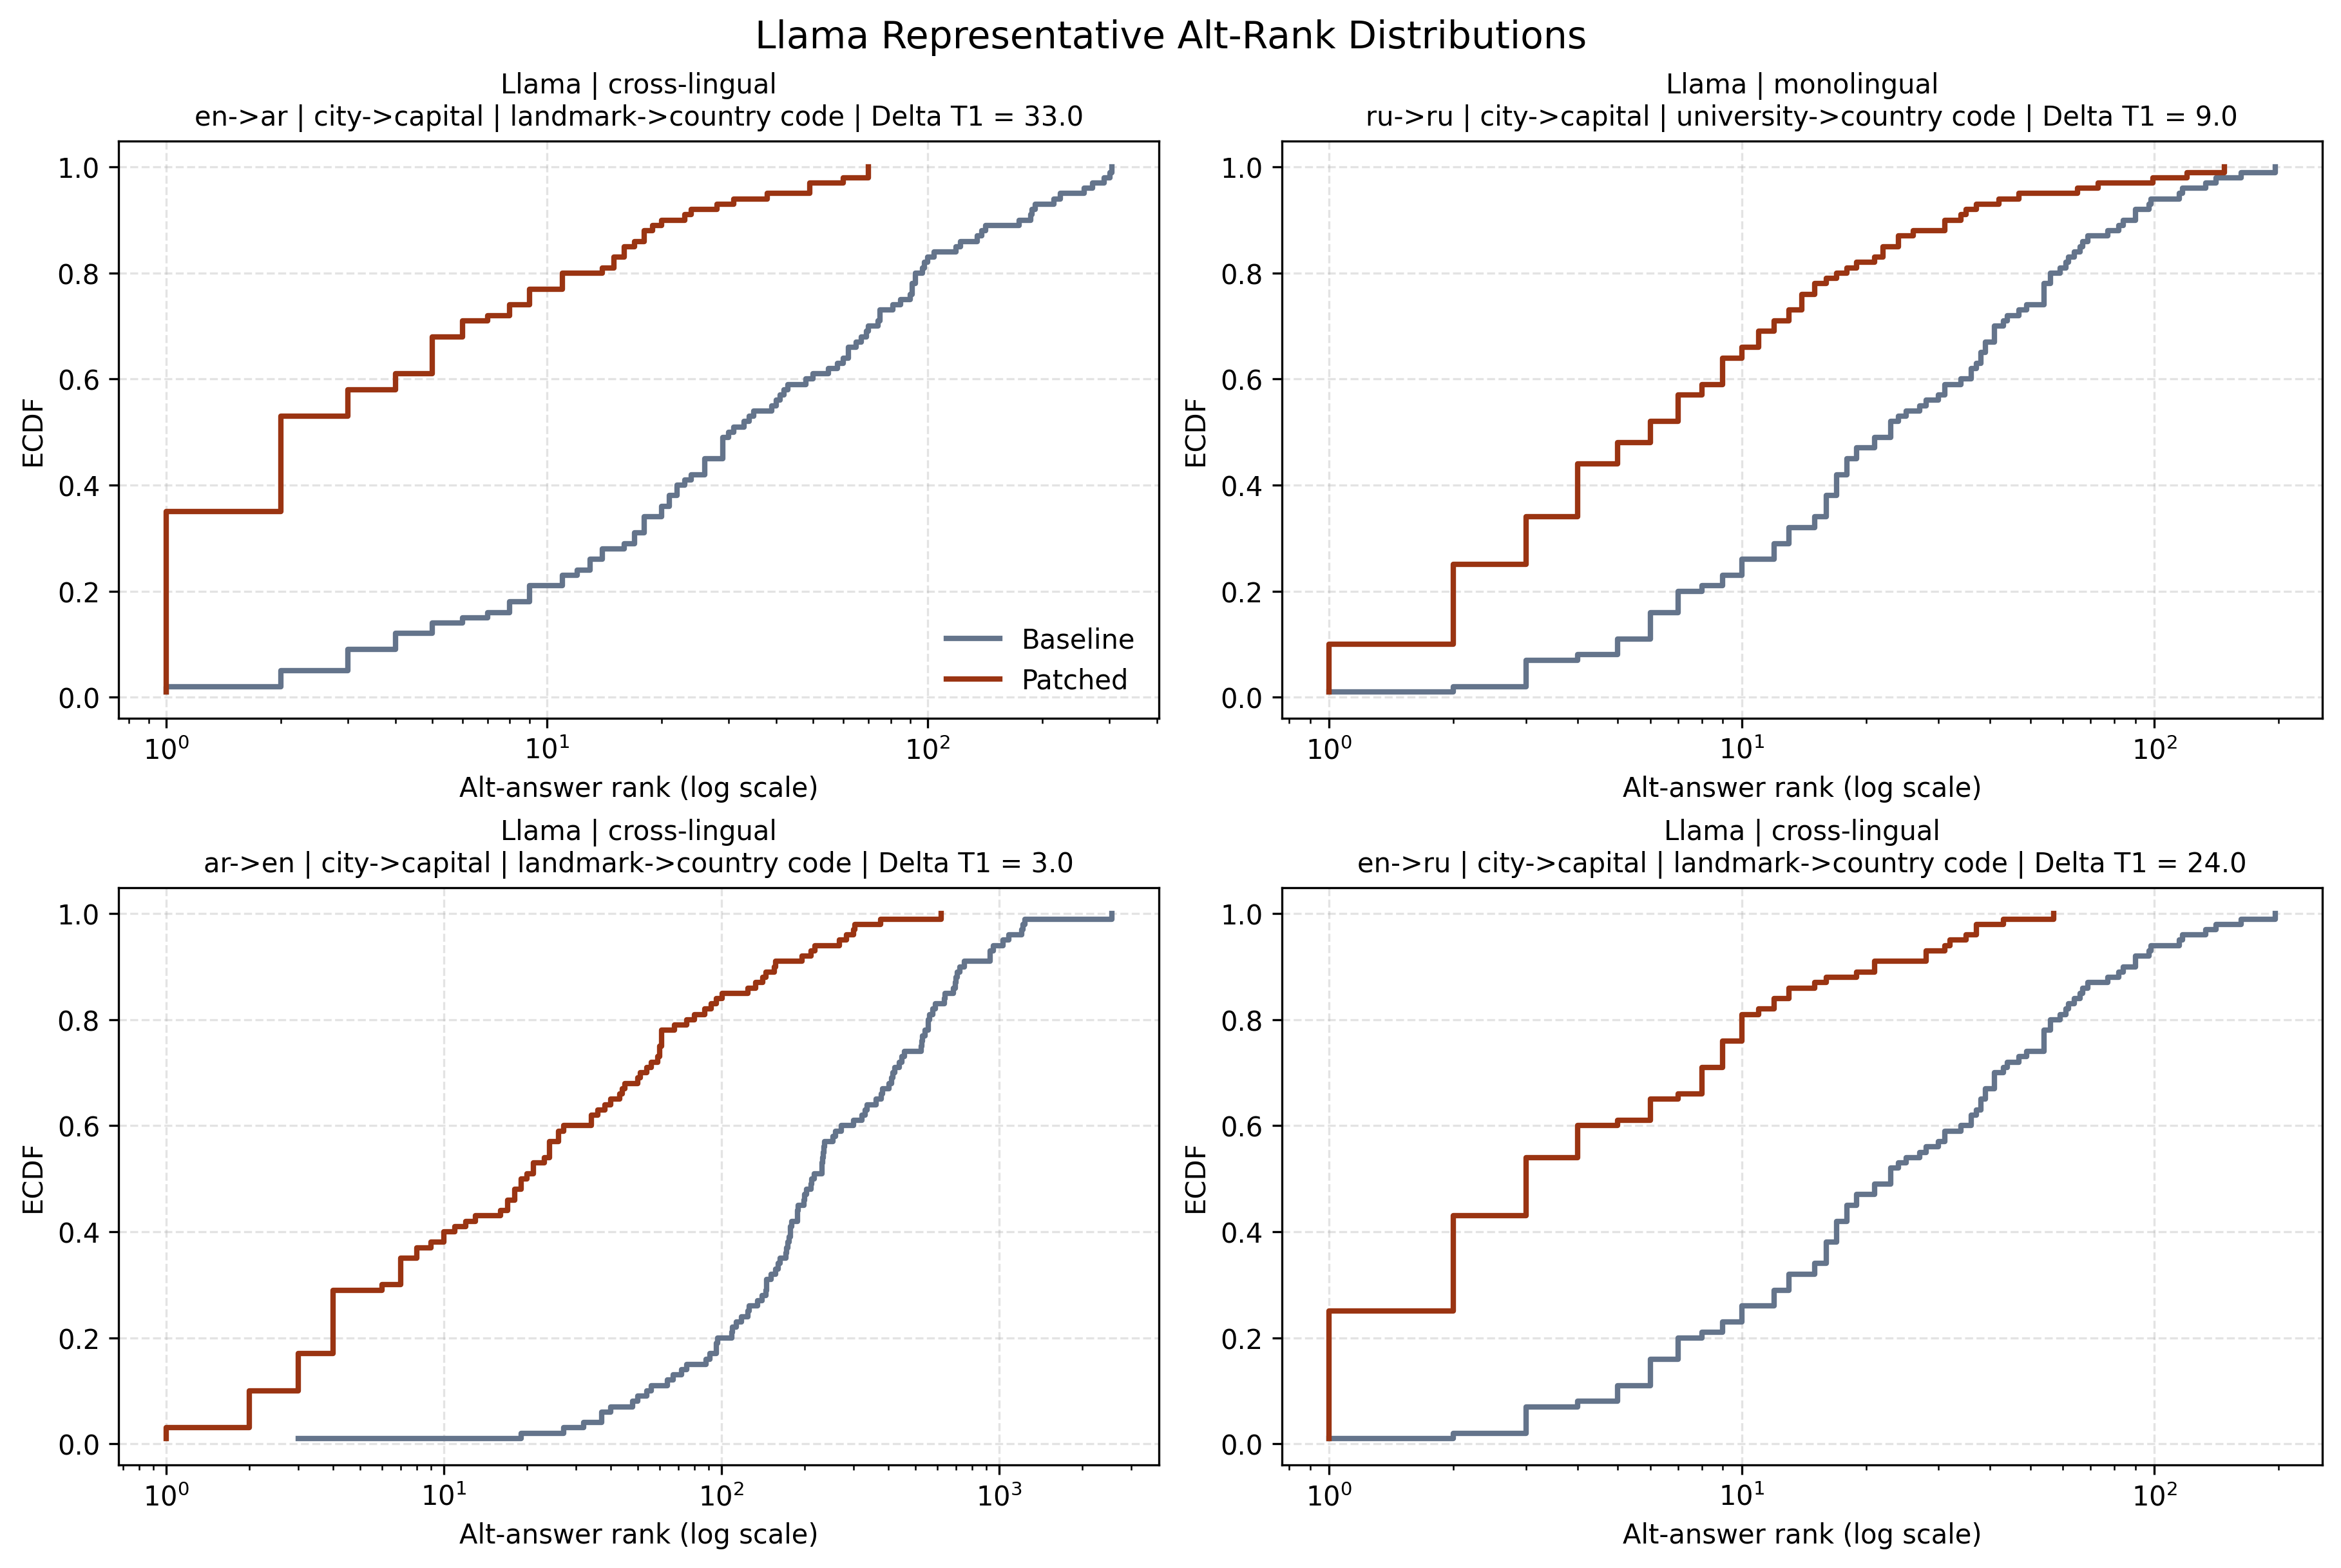 Llama Representative Alt-Rank Distributions
Llama | cross-lingual
en->ar | city->capital | landmark->country code | Delta T1 = 33.0
1.0
0.8
0.6
0.4
0.2
0.0
ECDF
Baseline
Patched
10⁰
10¹
10²
Alt-answer rank (log scale)
Llama | monolingual
ru->ru | city->capital | university->country code | Delta T1 = 9.0
1.0
0.8
0.6
0.4
0.2
0.0
ECDF
10⁰
10¹
10²
Alt-answer rank (log scale)
Llama | cross-lingual
ar->en | city->capital | landmark->country code | Delta T1 = 3.0
1.0
0.8
0.6
0.4
0.2
0.0
ECDF
10⁰
10¹
10²
10³
Alt-answer rank (log scale)
Llama | cross-lingual
en->ru | city->capital | landmark->country code | Delta T1 = 24.0
1.0
0.8
0.6
0.4
0.2
0.0
ECDF
10⁰
10¹
10²
Alt-answer rank (log scale)